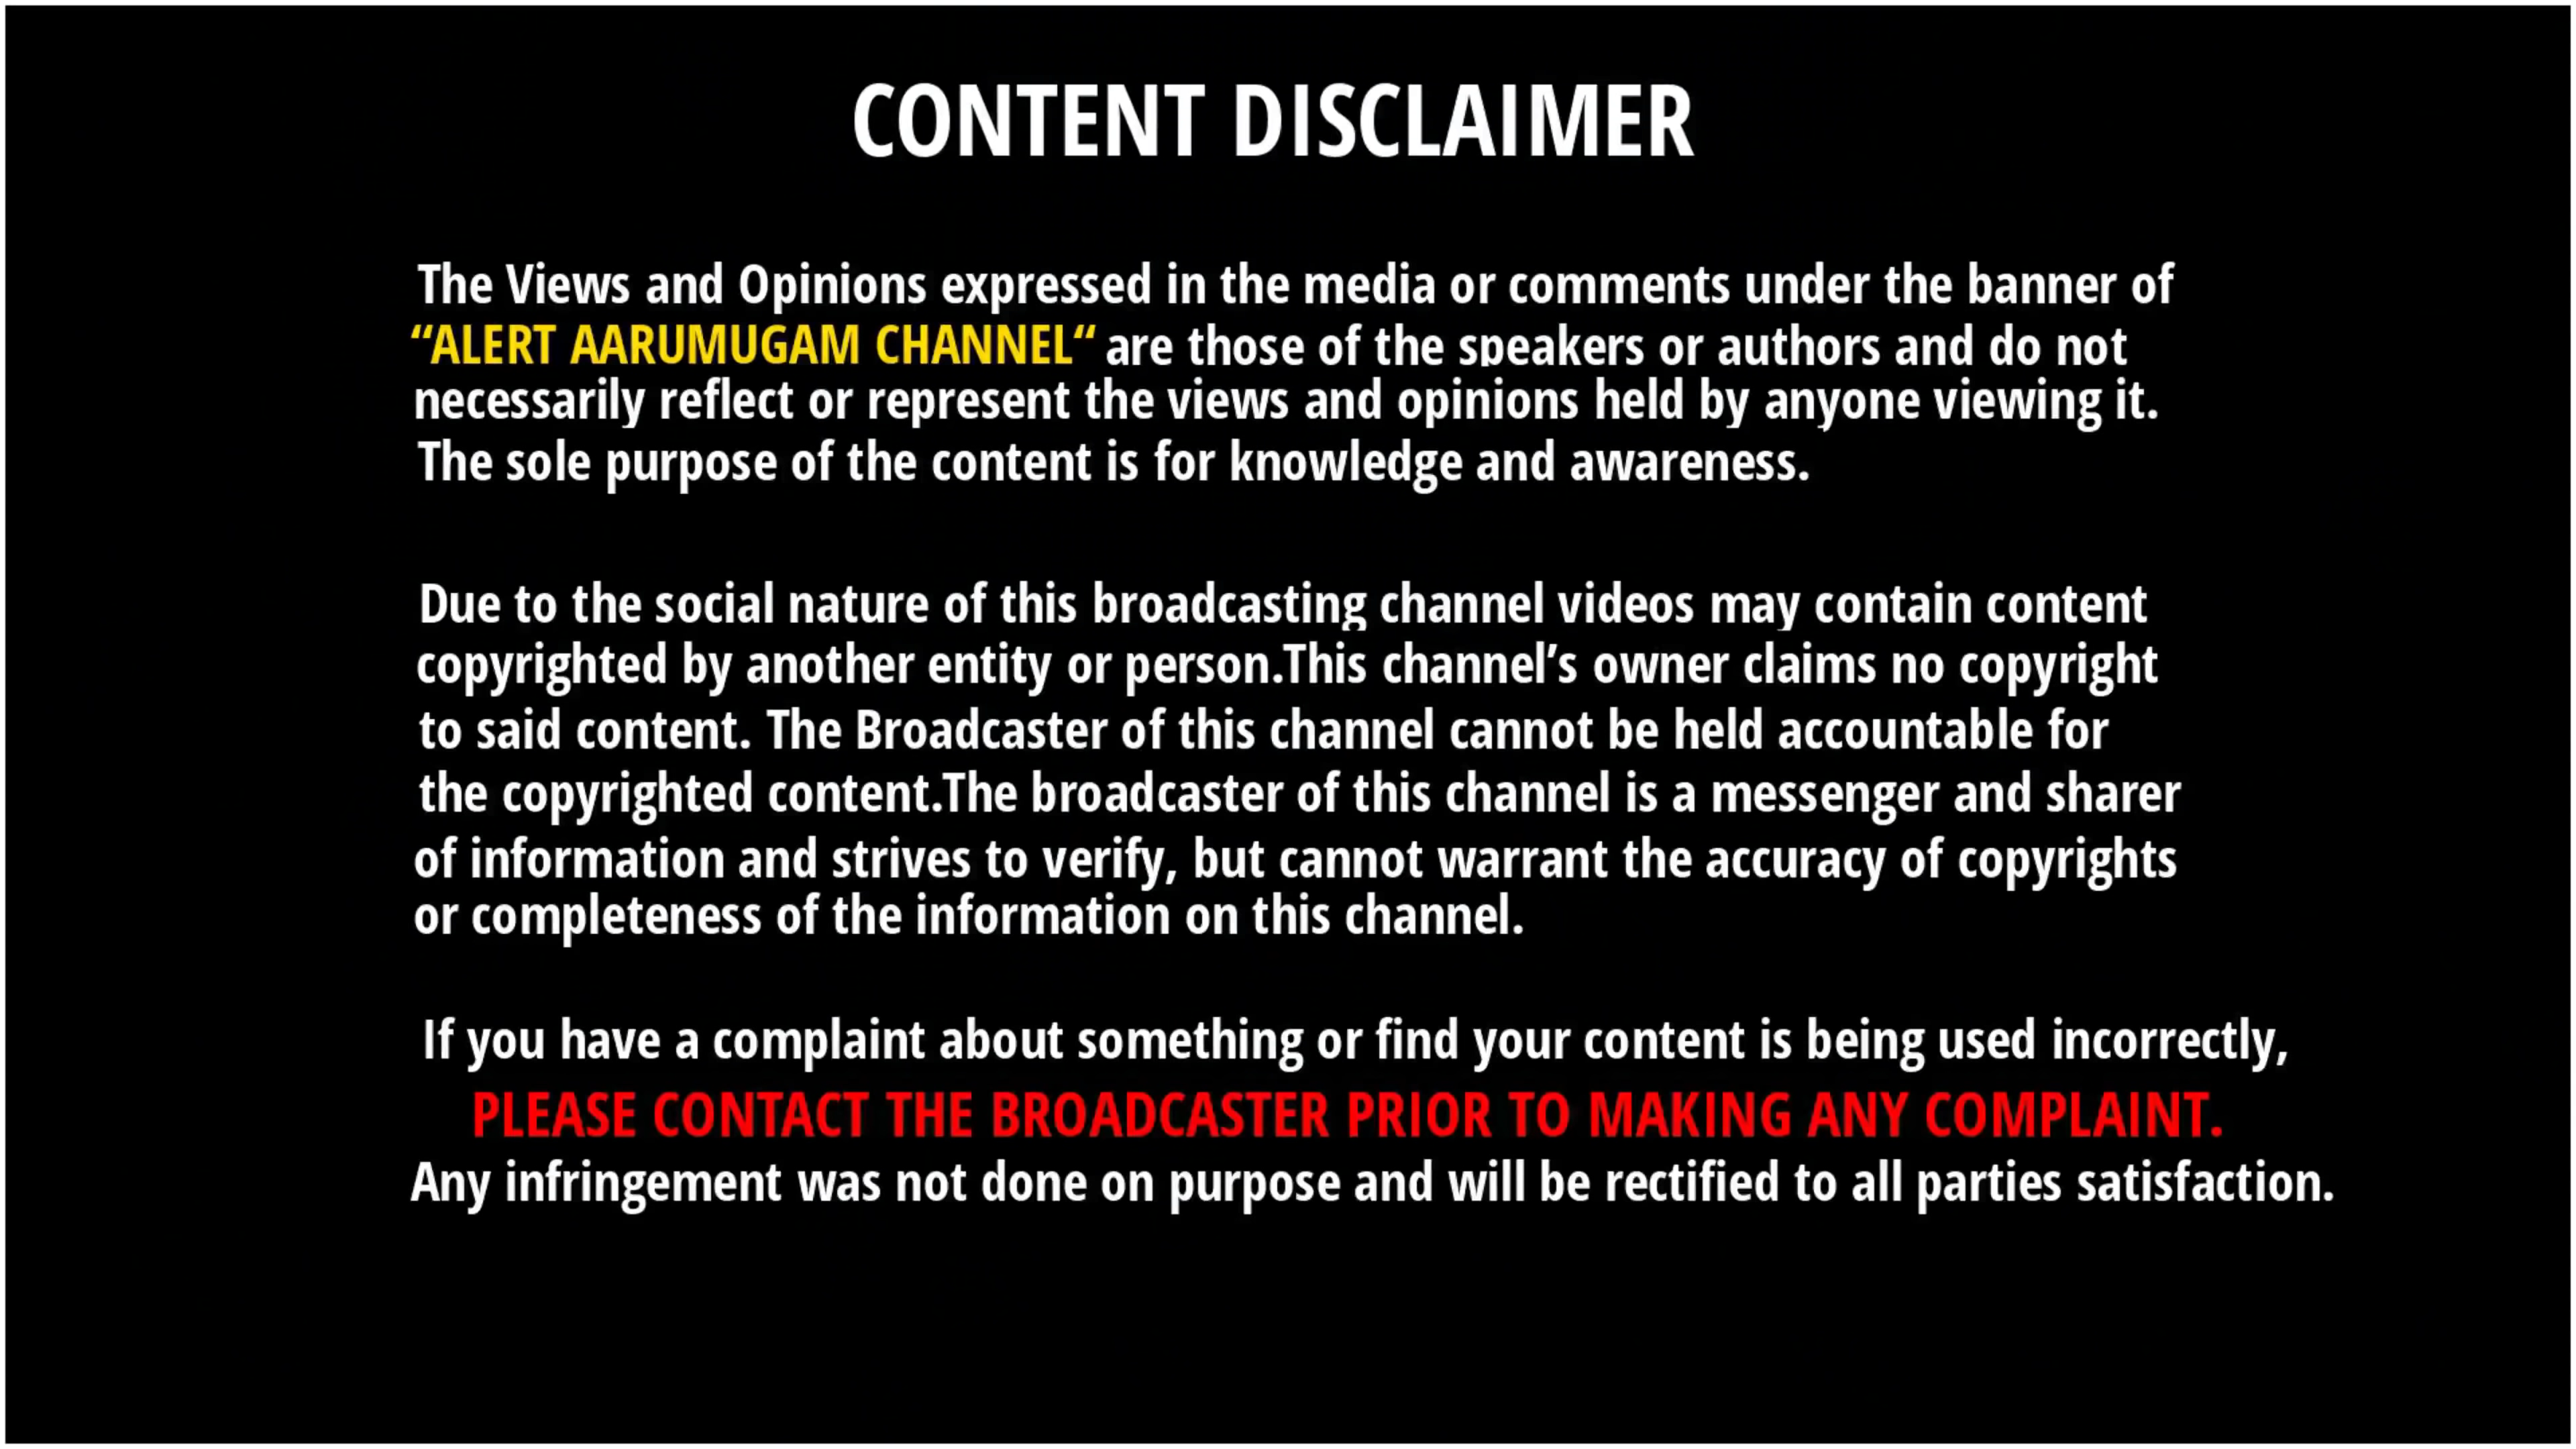 CONTENT DISCLAIMER
The Views and Opinions expressed in the media or comments under the banner of
“ALERT AARUMUGAM CHANNEL“ are those of the speakers or authors and do not
necessarily reflect or represent the views and opinions held by anyone viewing it.
The sole purpose of the content is for knowledge and awareness.
Due to the social nature of this broadcasting channel videos may contain content
copyrighted by another entity or person.This channel’s owner claims no copyright
to said content. The Broadcaster of this channel cannot be held accountable for
the copyrighted content.The broadcaster of this channel is a messenger and sharer
of information and strives to verify, but cannot warrant the accuracy of copyrights
or completeness of the information on this channel.
If you have a complaint about something or find your content is being used incorrectly,
PLEASE CONTACT THE BROADCASTER PRIOR TO MAKING ANY COMPLAINT.
Any infringement was not done on purpose and will be rectified to all parties satisfaction.